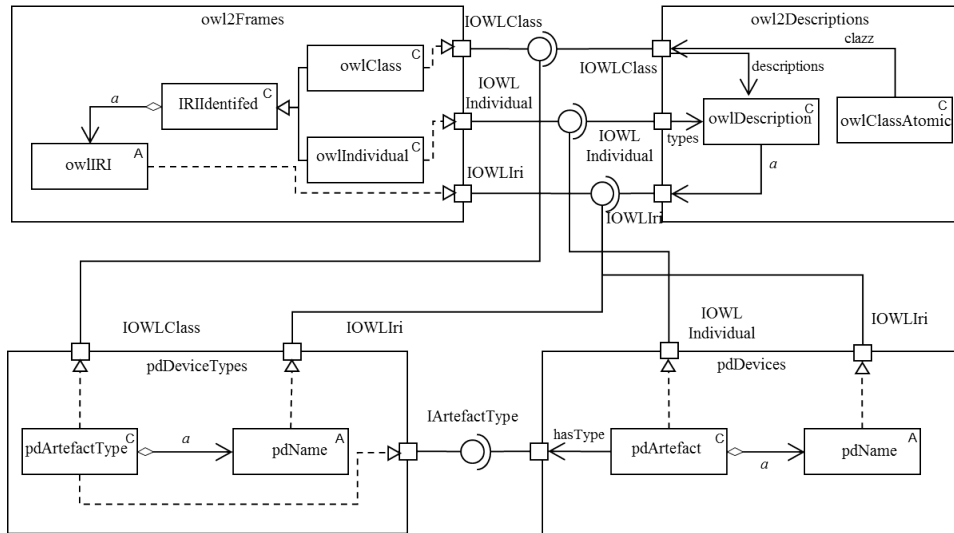 owl2Frames
IOWLClass
owl2Descriptions
clazz
C
owlClass
IOWLClass
descriptions
C
IRIIdentifed
a
IOWL
Individual
C
owlDescription
C
owlClassAtomic
A
owlIRI
C
owlIndividual
IOWL
Individual
types
a
IOWLIri
IOWLIri
IOWLClass
IOWLIri
IOWL
Individual
IOWLIri
pdDeviceTypes
pdDevices
IArtefactType
C
pdArtefactType
a
A
pdName
hasType
C
pdArtefact
a
A
pdName